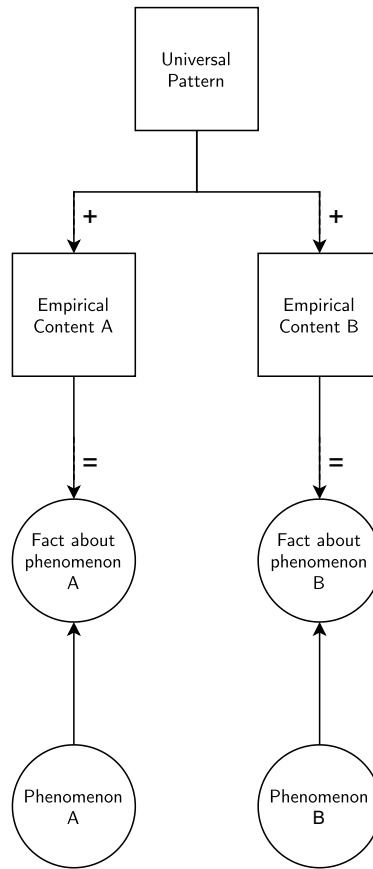 Universal
Pattern
+
+
Empirical
Content A
Empirical
Content B
=
=
Fact about
phenomenon
A
Fact about
phenomenon
B
Phenomenon
A
Phenomenon
B